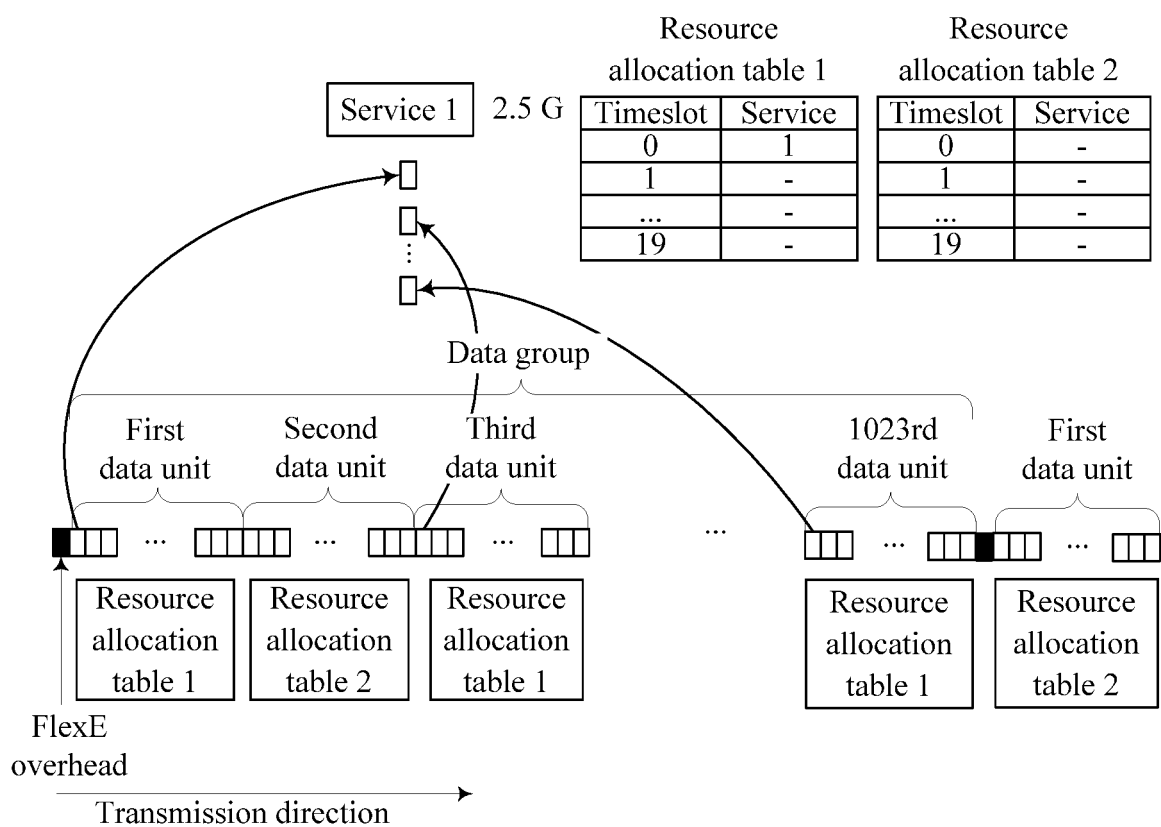 Resource
allocation table 1
Resource
allocation table 2
Service 1
2.5 G
Timeslot Service
0 1
1 -
... -
19 -
Timeslot Service
0 -
1 -
... -
19 -
Data group
First
data unit
Second
data unit
Third
data unit
1023rd
data unit
First
data unit
... ... ... ... ... ...
Resource
allocation
table 1
Resource
allocation
table 2
Resource
allocation
table 1
Resource
allocation
table 1
Resource
allocation
table 2
FlexE
overhead
Transmission direction